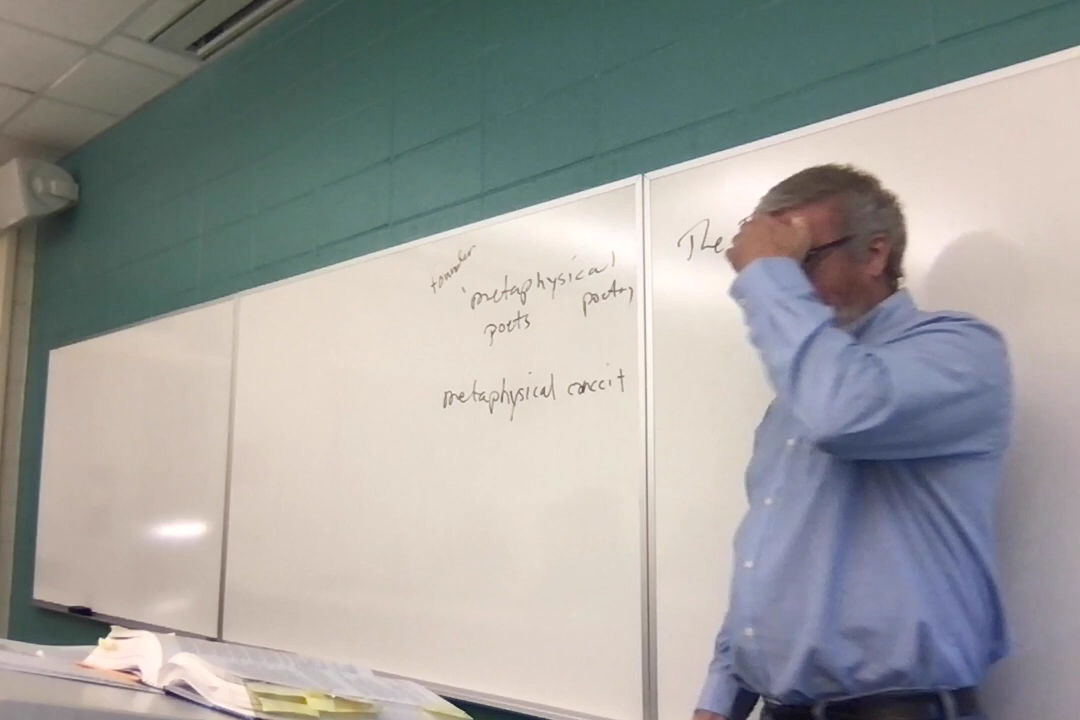 metaphysical
poets poetry
metaphysical conceit
The